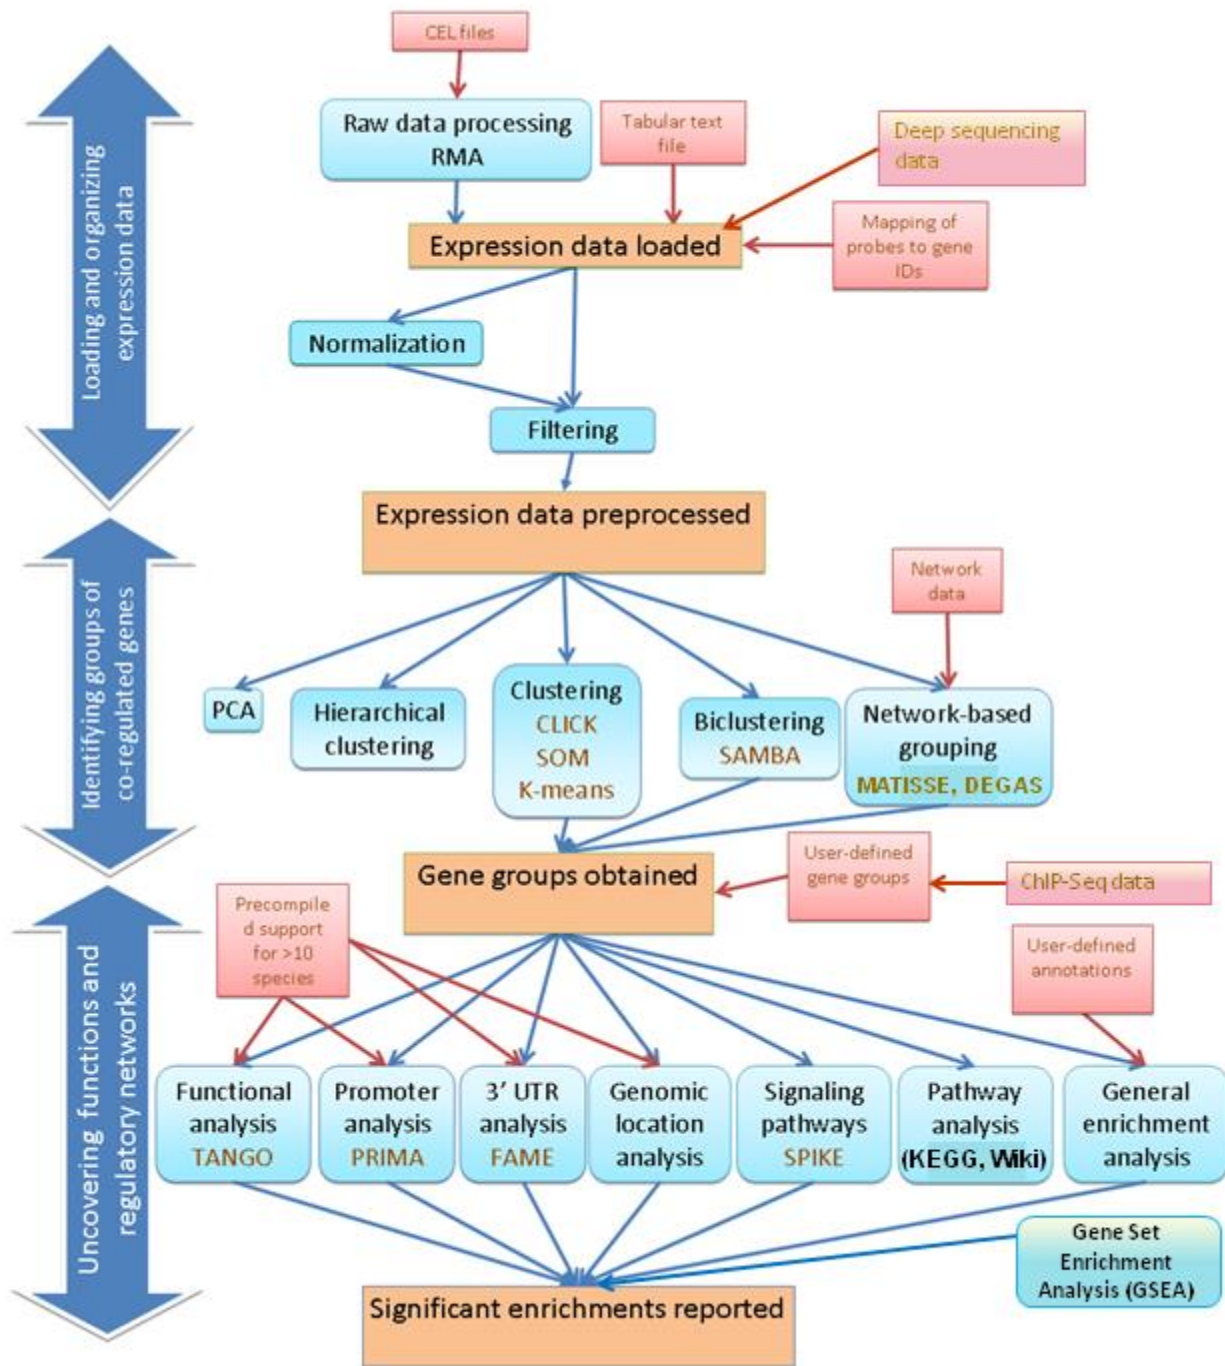 CEL files
Raw data processing
RMA
Tabular text
file
Deep sequencing
data
Expression data loaded
Mapping of
probes to gene
IDs
Loading and organizing
expression data
Normalization
Filtering
Expression data preprocessed
Network
data
Identifying groups of
co-regulated genes
PCA
Hierarchical
clustering
Clustering
CLICK
SOM
K-means
Biclustering
SAMBA
Network-based
grouping
MATISSE, DEGAS
Gene groups obtained
User-defined
gene groups
ChIP-Seq data
Precompile
d support
for >10
species
User-defined
annotations
Uncovering functions and
regulatory networks
Functional
analysis
TANGO
Promoter
analysis
PRIMA
3' UTR
analysis
FAME
Genomic
location
analysis
Signaling
pathways
SPIKE
Pathway
analysis
(KEGG, Wiki)
General
enrichment
analysis
Gene Set
Enrichment
Analysis (GSEA)
Significant enrichments reported